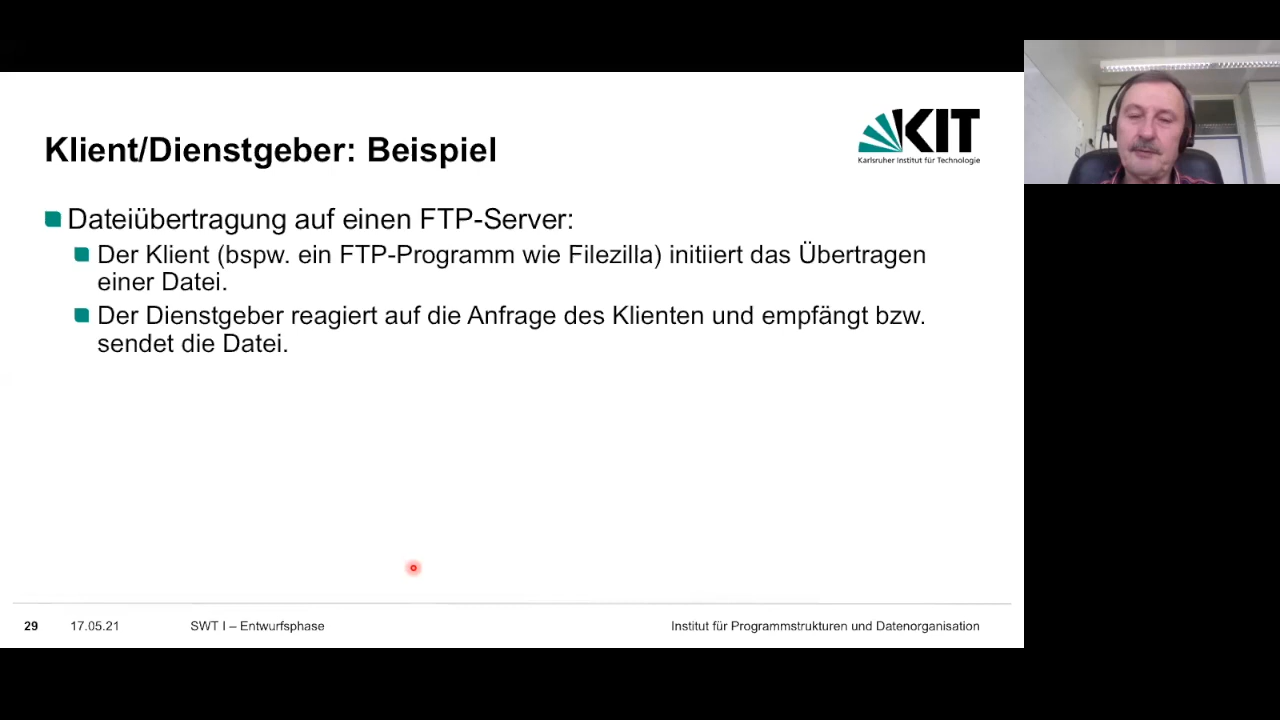 Klient/Dienstgeber: Beispiel
KIT
Karlsruher Institut für Technologie
Dateiübertragung auf einen FTP-Server:
Der Klient (bspw. ein FTP-Programm wie Filezilla) initiiert das Übertragen
einer Datei.
Der Dienstgeber reagiert auf die Anfrage des Klienten und empfängt bzw.
sendet die Datei.
29 17.05.21 SWT I – Entwurfsphase Institut für Programmstrukturen und Datenorganisation